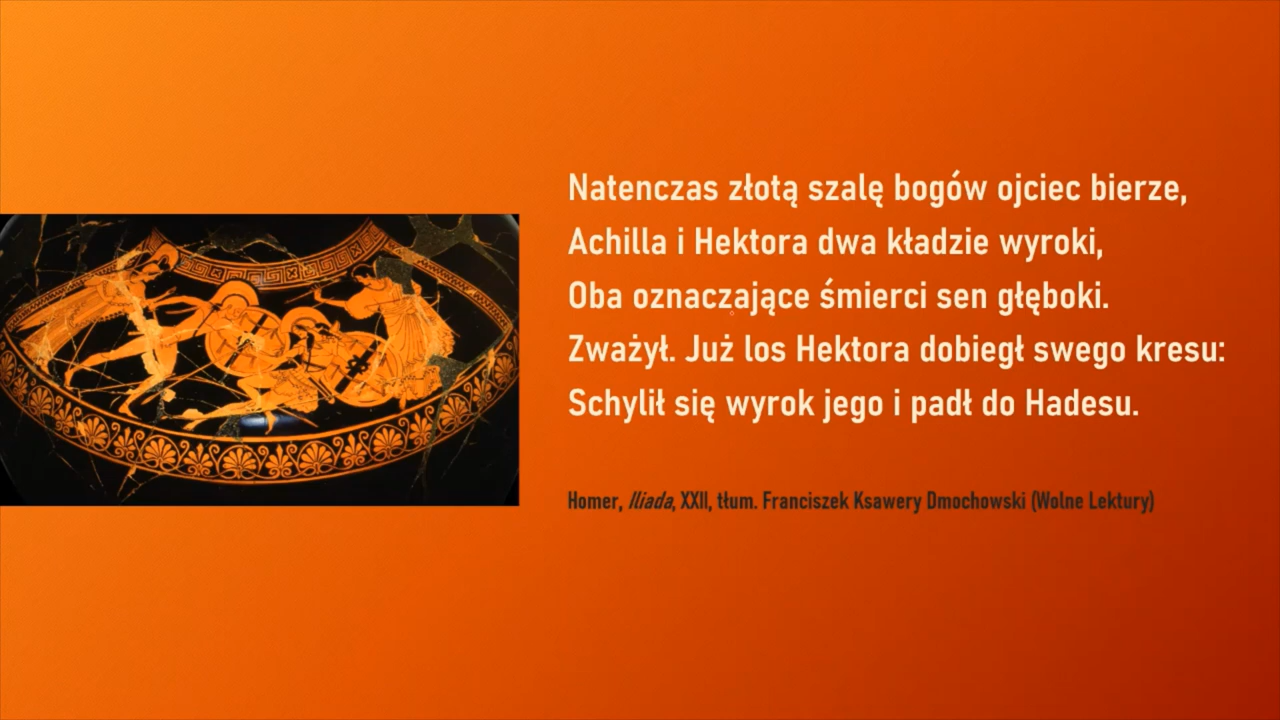 Natenczas złotą szalę bogów ojciec bierze,
Achilla i Hektora dwa kładzie wyroki,
Oba oznaczające śmierci sen głęboki.
Zważył. Już los Hektora dobiegł swego kresu:
Schylił się wyrok jego i padł do Hadesu.
Homer, Iliada, XXII, tłum. Franciszek Ksawery Dmochowski (Wolne Lektury)